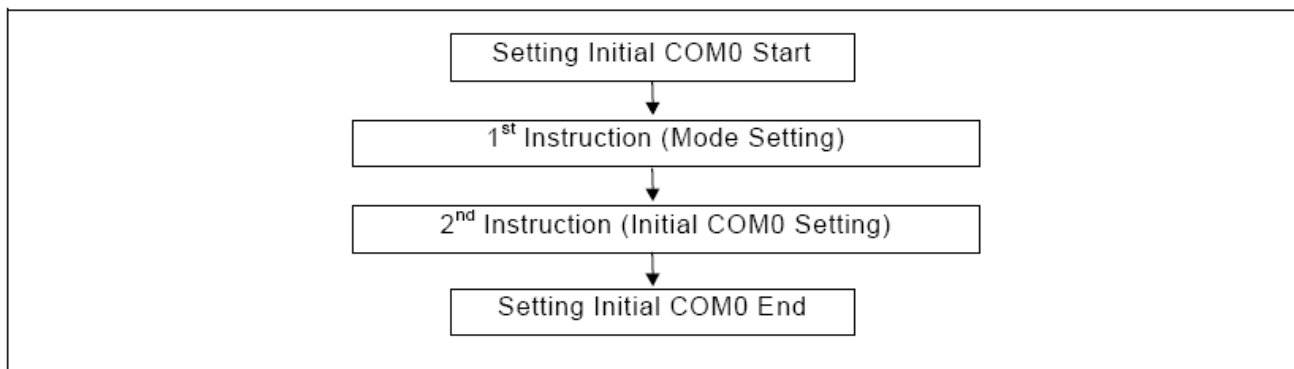 Setting Initial COM0 Start
1st Instruction (Mode Setting)
2nd Instruction (Initial COM0 Setting)
Setting Initial COM0 End